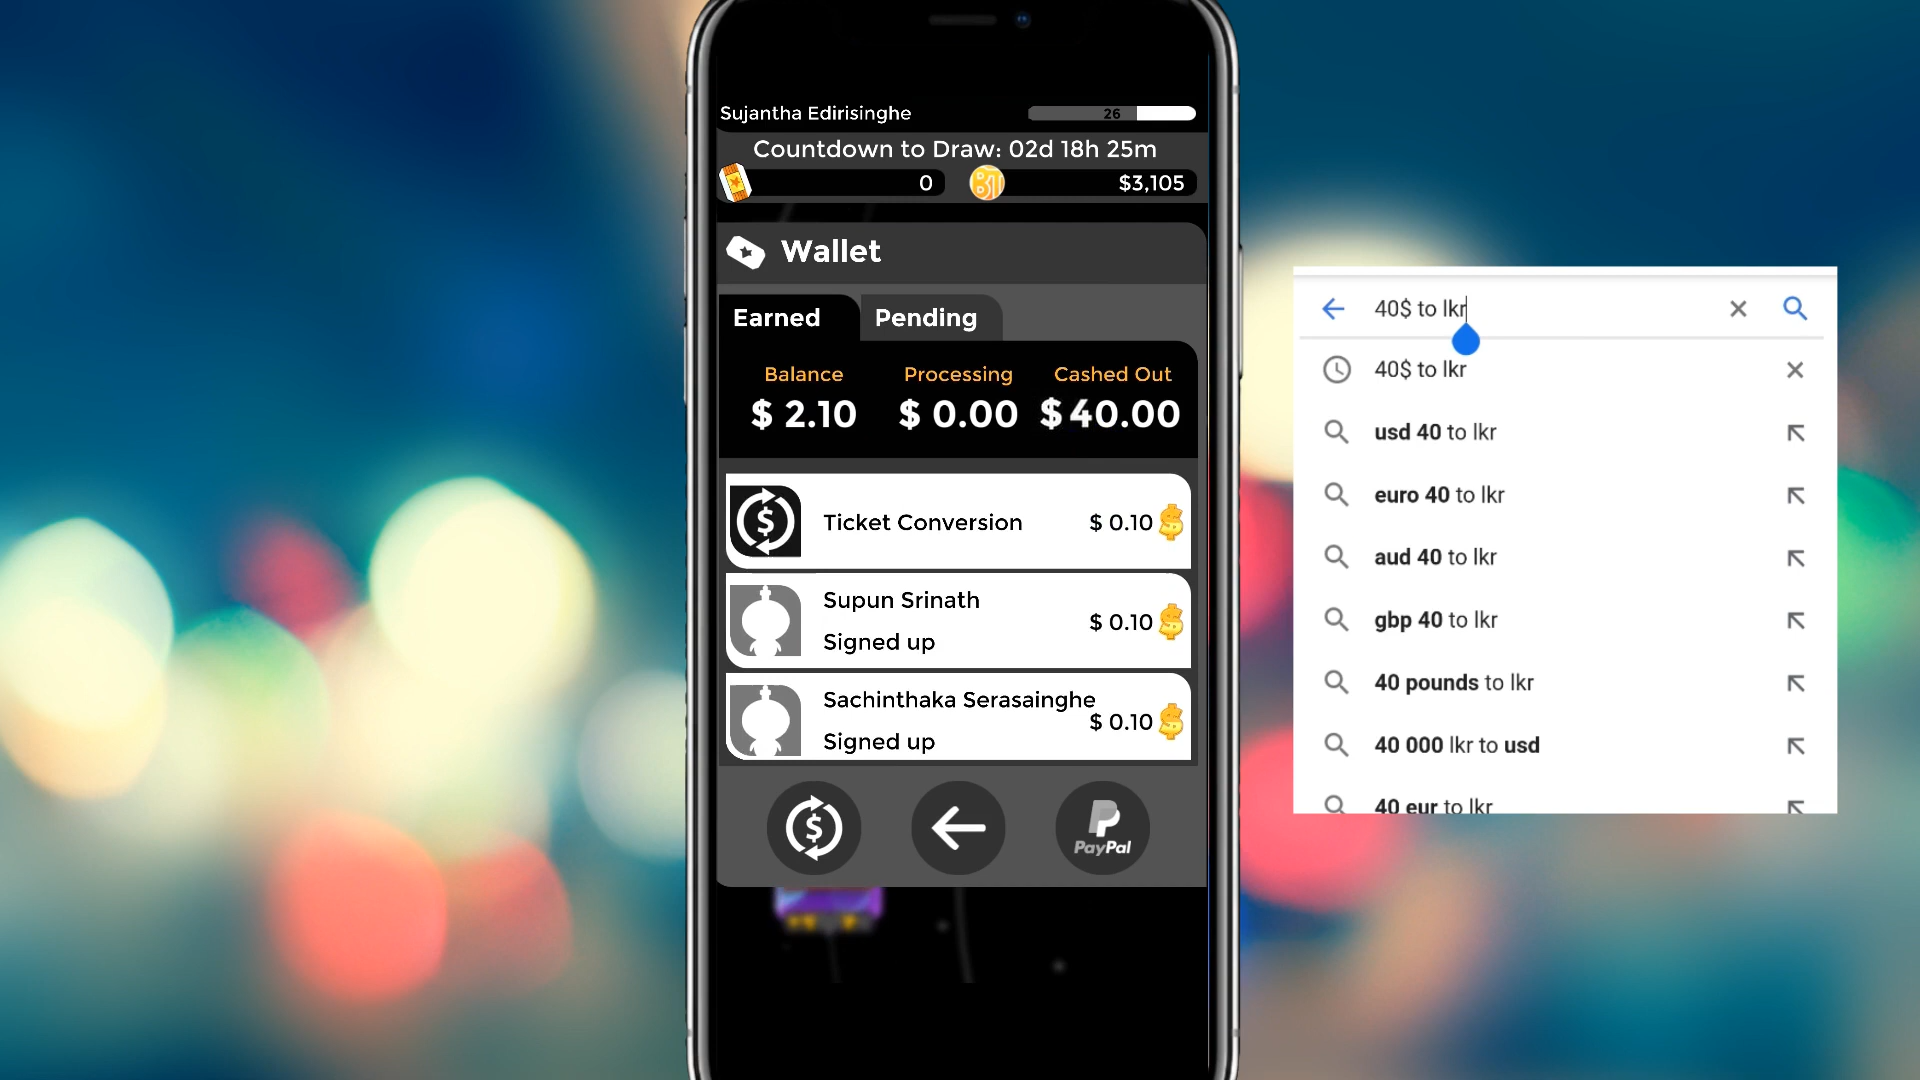 Sujantha Edirisinghe
26
Countdown to Draw: 02d 18h 25m
0
$3,105
Wallet
Earned
Pending
Balance
Processing
Cashed Out
$ 2.10
$ 0.00
$ 40.00
Ticket Conversion
$ 0.10
Supun Srinath
Signed up
$ 0.10
Sachinthaka Serasainghe
Signed up
$ 0.10
PayPal
40$ to lkr
40$ to lkr
usd 40 to lkr
euro 40 to lkr
aud 40 to lkr
gbp 40 to lkr
40 pounds to lkr
40 000 lkr to usd
40 eur to lkr